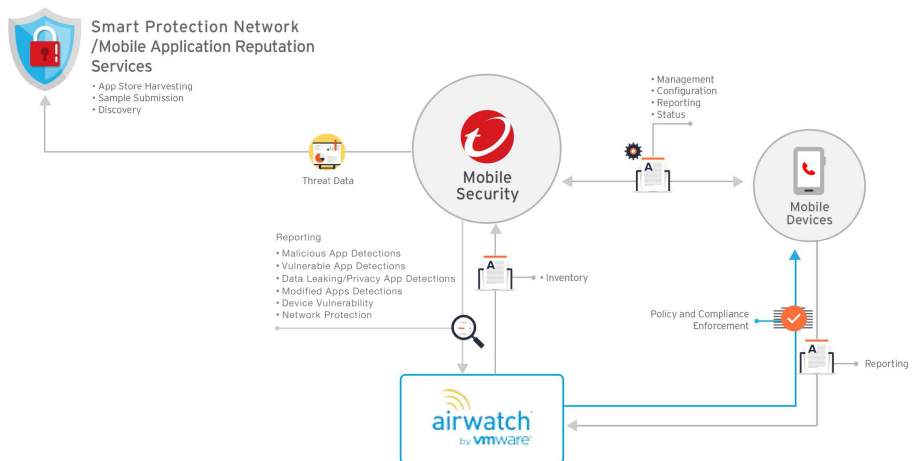 Smart Protection Network
/Mobile Application Reputation
Services
• App Store Harvesting
• Sample Submission
• Discovery
Threat Data
Mobile
Security
• Management
• Configuration
• Reporting
• Status
A
Mobile
Devices
Reporting
• Malicious App Detections
• Vulnerable App Detections
• Data Leaking/Privacy App Detections
• Modified Apps Detections
• Device Vulnerability
• Network Protection
A
• Inventory
Policy and Compliance
Enforcement
A
Reporting
airwatch
by vmware